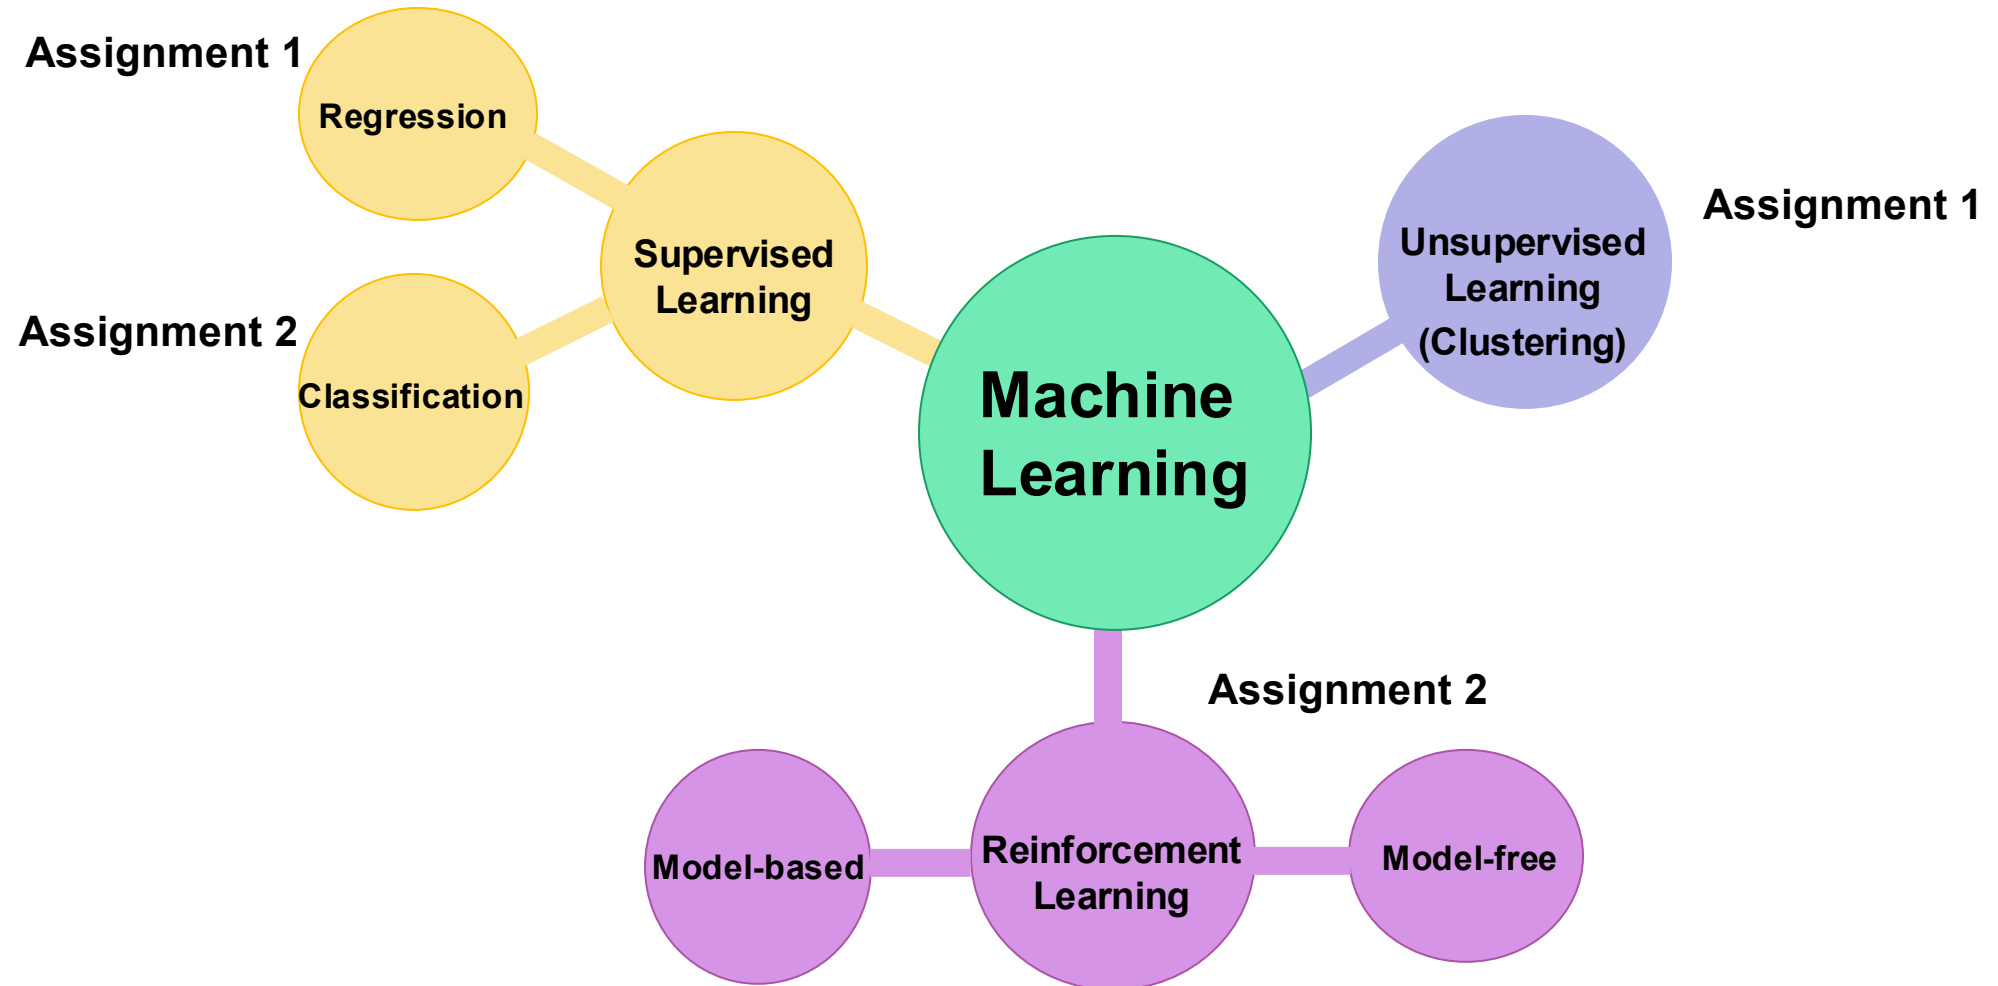 Assignment 1
Regression
Supervised
Learning
Assignment 2
Classification
Machine
Learning
Unsupervised
Learning
(Clustering)
Assignment 1
Assignment 2
Model-based
Reinforcement
Learning
Model-free